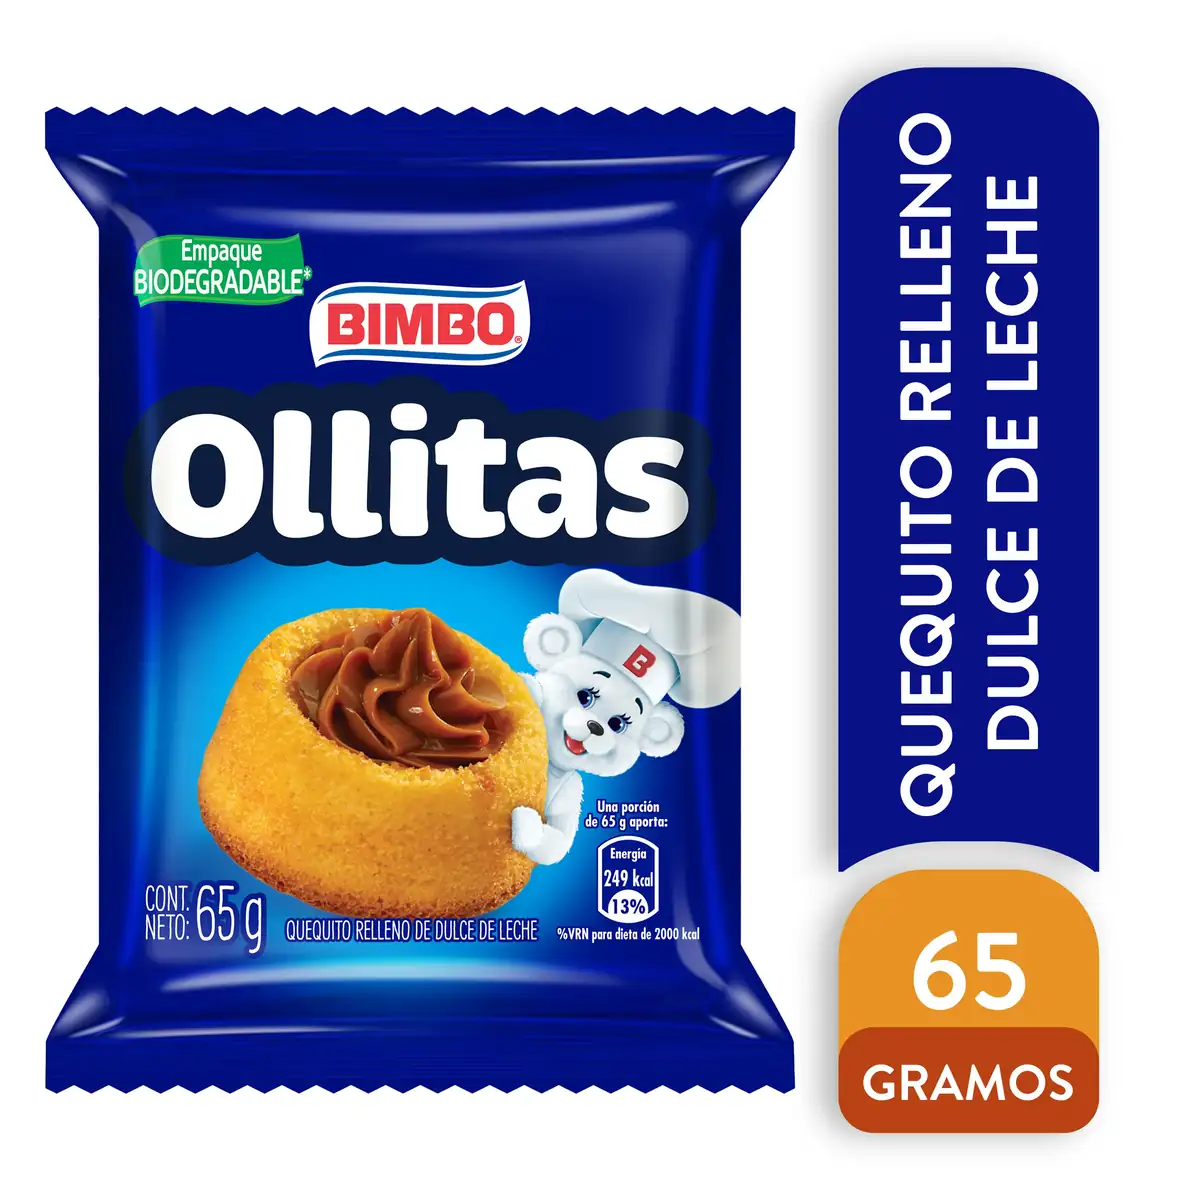 Empaque
BIODEGRADABLE*
BIMBO®
Ollitas
B
Una porción
de 65 g aporta:
Energía
249 kcal
13%
%VRN para dieta de 2000 kcal
CONT.
NETO: 65 g
QUEQUITO RELLENO DE DULCE DE LECHE
QUEQUITO RELLENO
DULCE DE LECHE
65
GRAMOS